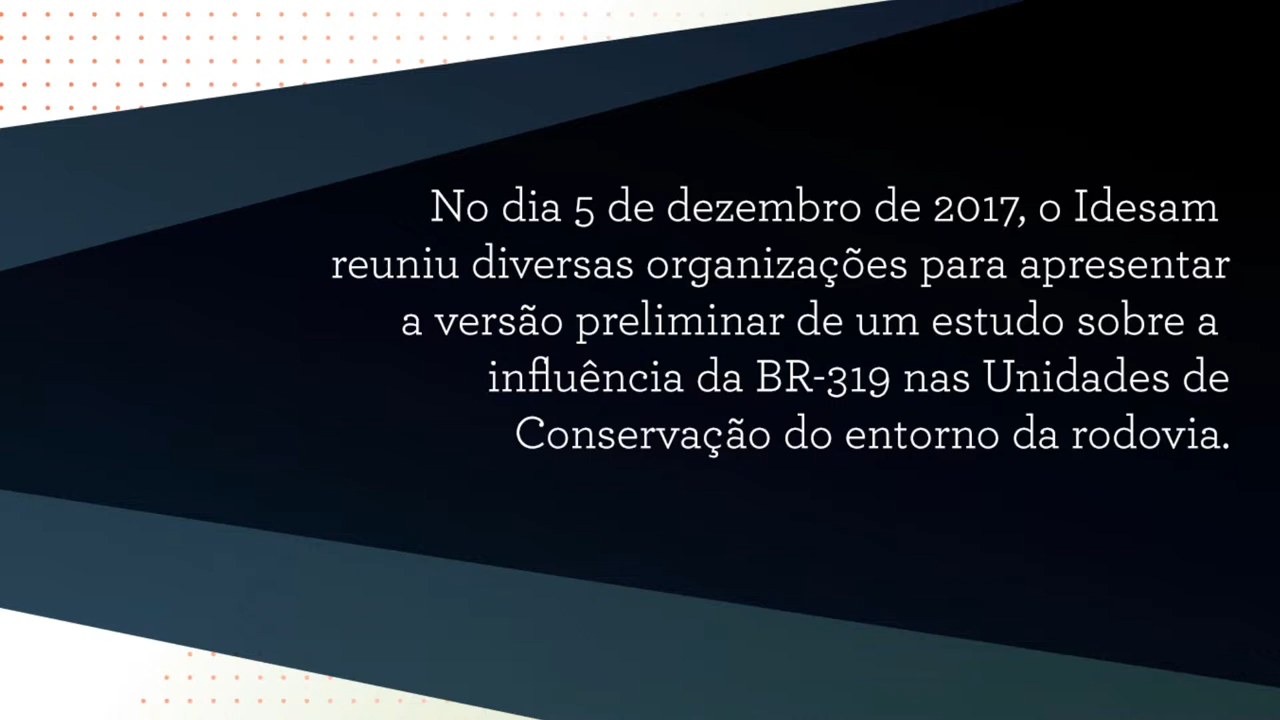 No dia 5 de dezembro de 2017, o Idesam
reuniu diversas organizações para apresentar
a versão preliminar de um estudo sobre a
influência da BR-319 nas Unidades de
Conservação do entorno da rodovia.